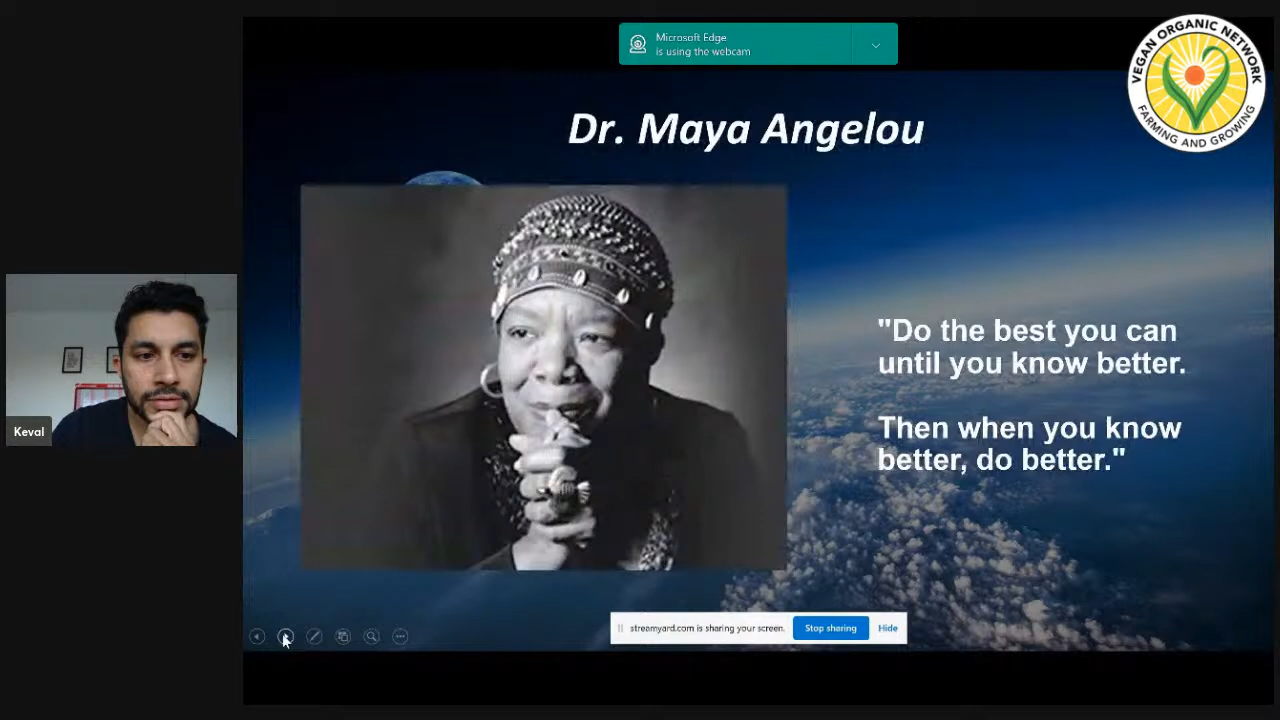 Microsoft Edge
is using the webcam
VEGAN ORGANIC NETWORK
FARMING AND GROWING
Dr. Maya Angelou
"Do the best you can
until you know better.
Then when you know
better, do better."
Keval
streamyard.com is sharing your screen.
Stop sharing
Hide